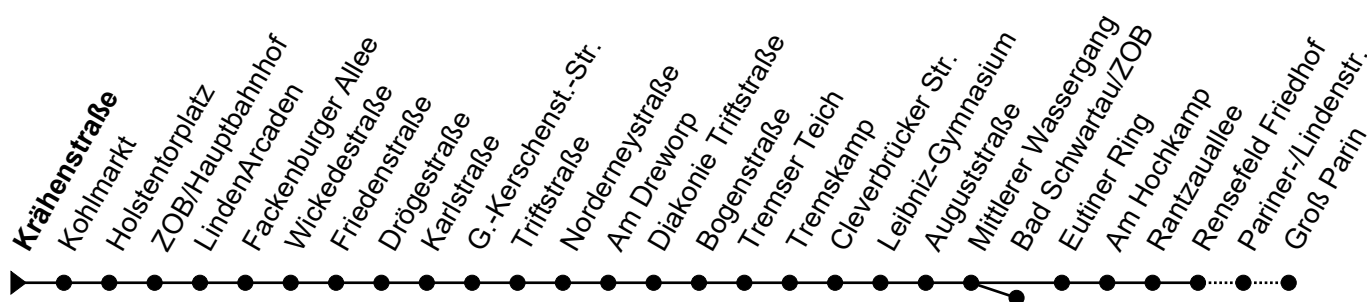 Krähenstraße
Kohlmarkt
Holstentorplatz
ZOB/Hauptbahnhof
LindenArcaden
Fackenburger Allee
Wickedestraße
Friedenstraße
Drögestraße
Karlstraße
G.-Kerschenst.-Str.
Triftstraße
Norderneystraße
Am Dreworp
Diakonie Triftstraße
Bogenstraße
Tremser Teich
Tremskamp
Cleverbrücker Str.
Leibniz-Gymnasium
Auguststraße
Mittlerer Wassergang
Bad Schwartau/ZOB
Eutiner Ring
Am Hochkamp
Rantzauallee
Rensefeld Friedhof
Pariner-/Lindenstr.
Groß Parin